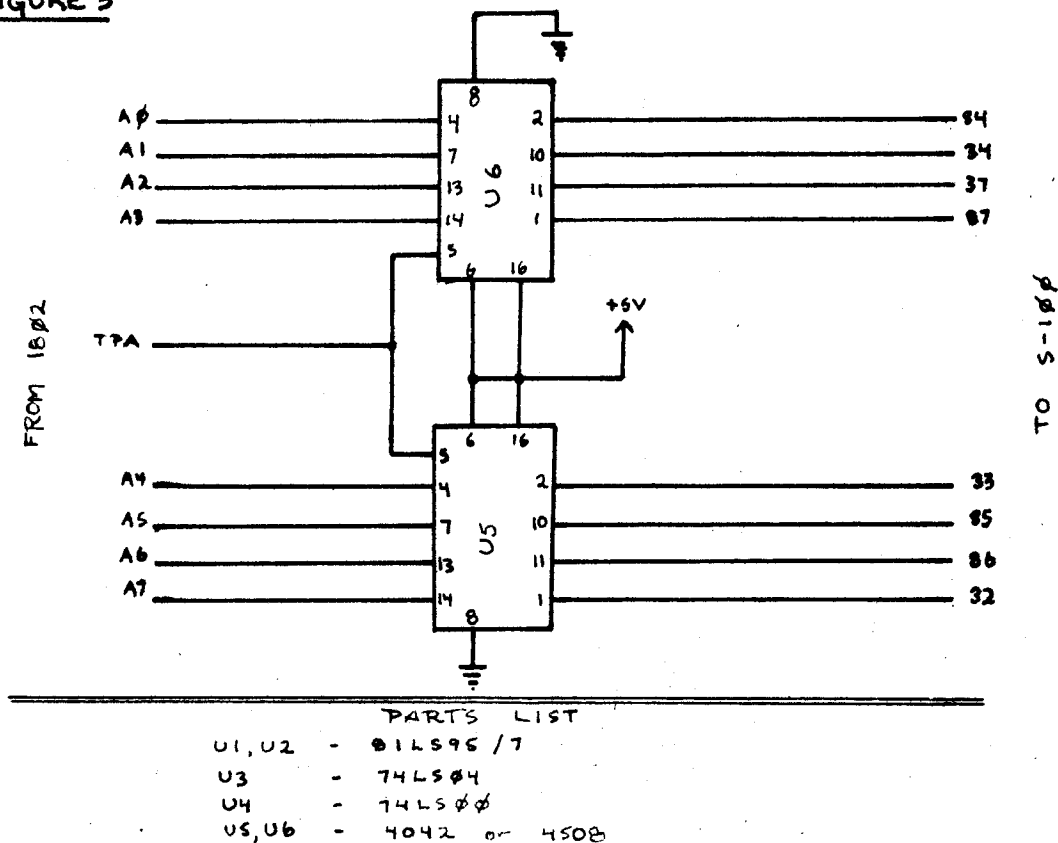 FIGURE 3
8
AØ 4 2 84
A1 7 10 34
A2 13 11 37
A3 14 1 87
U6
5
6 16
+5V
TPA
FROM 18Ø2
TO S-1ØØ
6 16
5
A4 4 2 33
A5 7 10 85
A6 13 11 86
A7 14 1 32
U5
8
PARTS LIST
U1, U2 - 81LS95/7
U3 - 74LSØ4
U4 - 74LSØØ
U5, U6 - 4042 or 4508